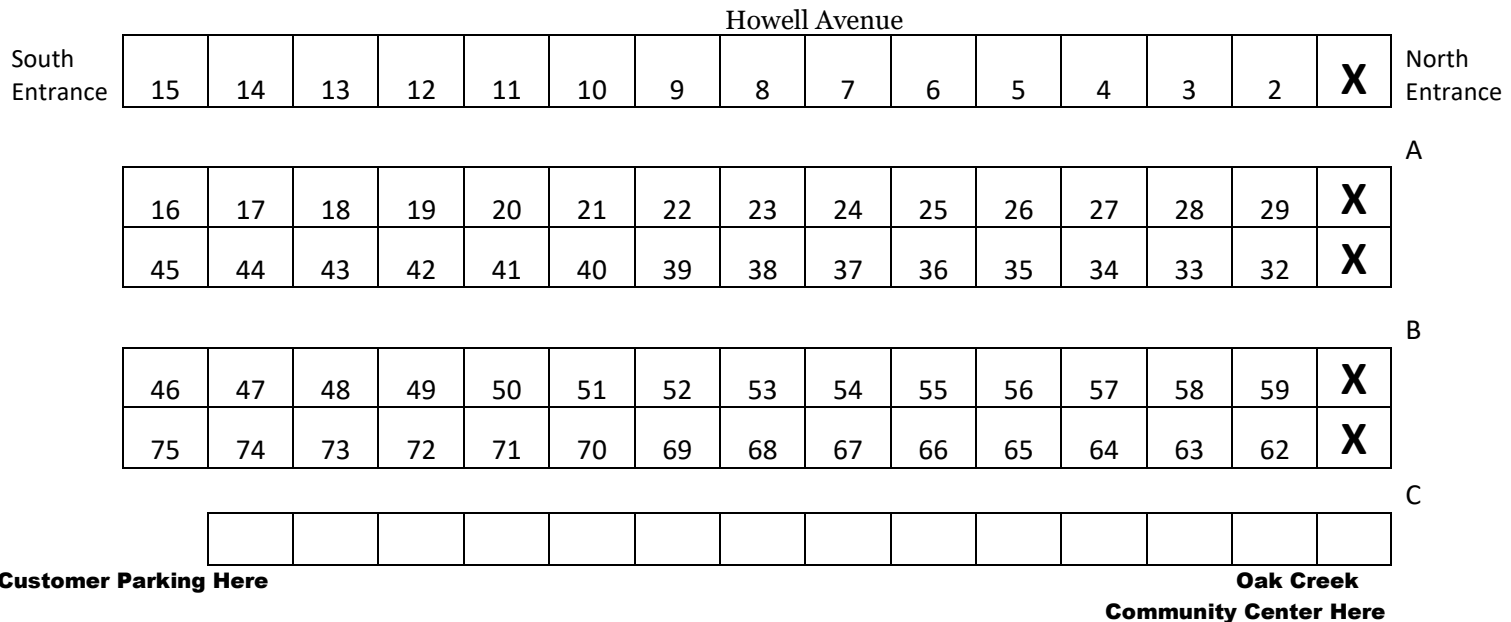 Howell Avenue
South
Entrance
15 14 13 12 11 10 9 8 7 6 5 4 3 2 X
North
Entrance
A
16 17 18 19 20 21 22 23 24 25 26 27 28 29 X
45 44 43 42 41 40 39 38 37 36 35 34 33 32 X
B
46 47 48 49 50 51 52 53 54 55 56 57 58 59 X
75 74 73 72 71 70 69 68 67 66 65 64 63 62 X
C
Customer Parking Here
Oak Creek
Community Center Here